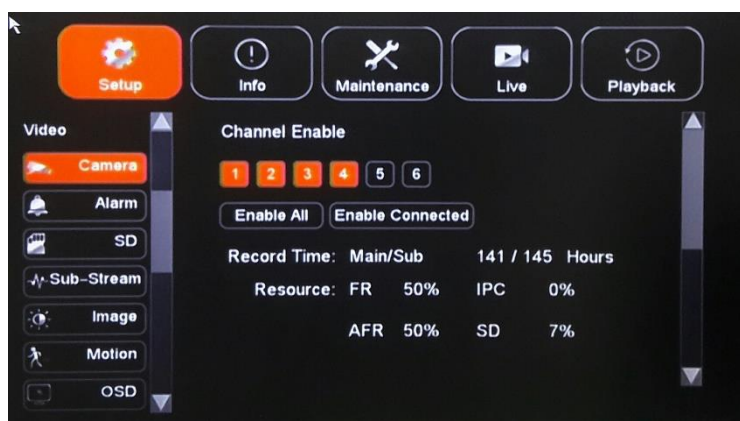 Setup
Info
Maintenance
Live
Playback
Video
Camera
Alarm
SD
Sub-Stream
Image
Motion
OSD
Channel Enable
1 2 3 4 5 6
Enable All Enable Connected
Record Time: Main/Sub 141 / 145 Hours
Resource: FR 50% IPC 0%
AFR 50% SD 7%